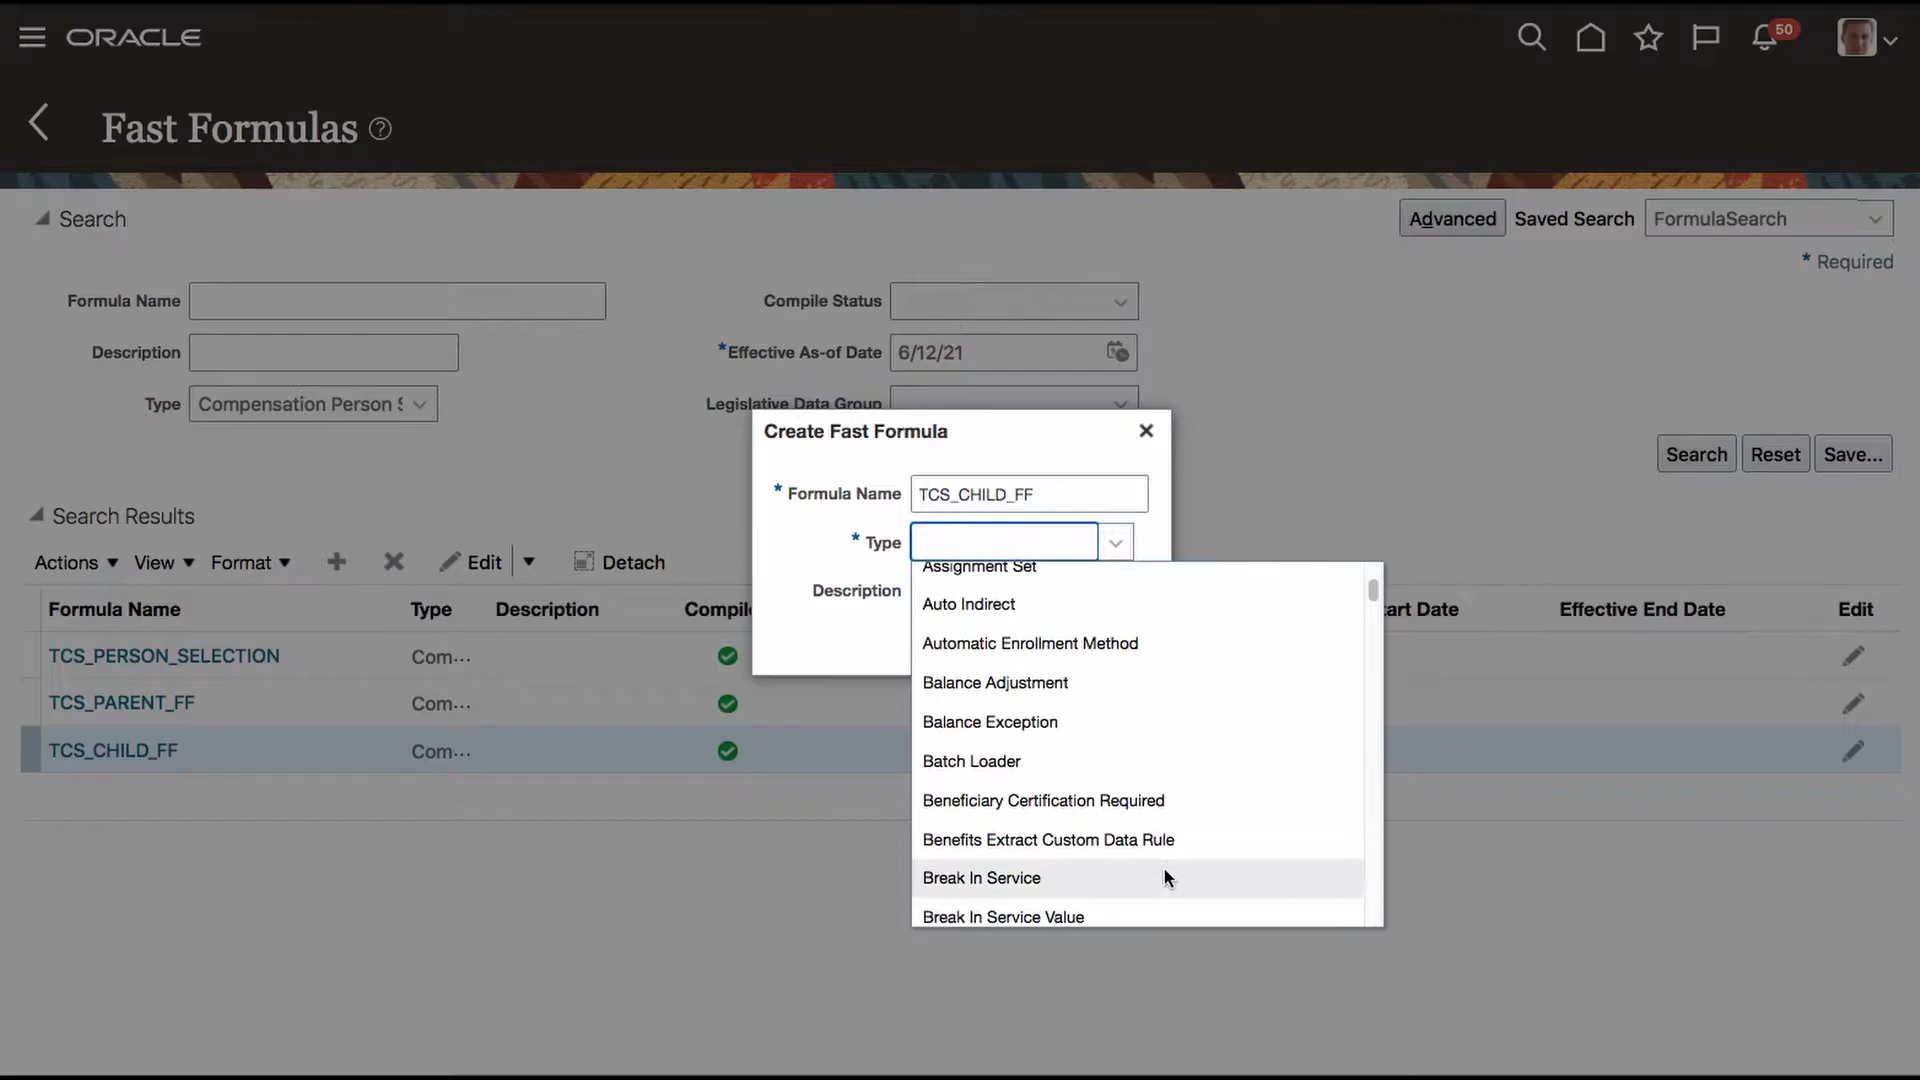 ORACLE
50
Fast Formulas
Search
Advanced Saved Search FormulaSearch
* Required
Formula Name
Compile Status
Description
*Effective As-of Date 6/12/21
Type Compensation Person
Legislative Data Group
Create Fast Formula
Search Reset Save...
* Formula Name TCS_CHILD_FF
* Type
Description
Assignment Set
Auto Indirect
Automatic Enrollment Method
Balance Adjustment
Balance Exception
Batch Loader
Beneficiary Certification Required
Benefits Extract Custom Data Rule
Break In Service
Break In Service Value
Search Results
Actions View Format Edit Detach
Formula Name Type Description Effective End Date Edit
TCS_PERSON_SELECTION Com...
TCS_PARENT_FF Com...
TCS_CHILD_FF Com...